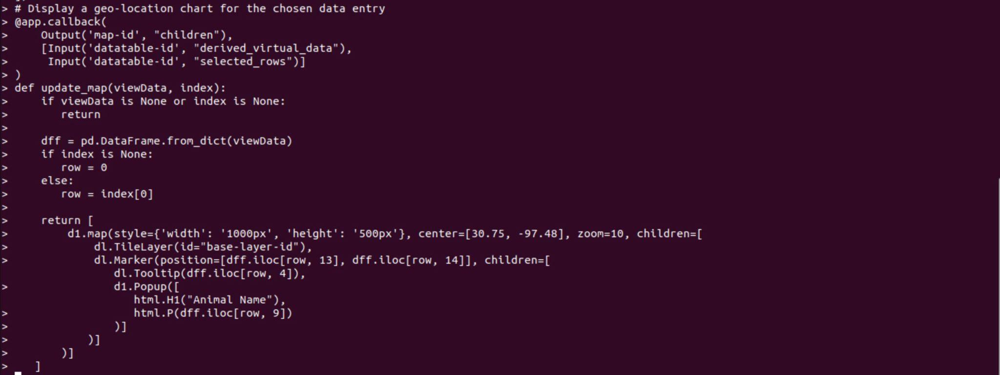 > # Display a geo-location chart for the chosen data entry
> @app.callback(
>     Output('map-id', "children"),
>     [Input('datatable-id', "derived_virtual_data"),
>      Input('datatable-id', "selected_rows")]
> )
> def update_map(viewData, index):
>     if viewData is None or index is None:
>        return
>
>     dff = pd.DataFrame.from_dict(viewData)
>     if index is None:
>        row = 0
>     else:
>        row = index[0]
>
>     return [
>         d1.map(style={'width': '1000px', 'height': '500px'}, center=[30.75, -97.48], zoom=10, children=[
>             dl.TileLayer(id="base-layer-id"),
>             dl.Marker(position=[dff.iloc[row, 13], dff.iloc[row, 14]], children=[
                 dl.Tooltip(dff.iloc[row, 4]),
>                d1.Popup([
                    html.H1("Animal Name"),
>                   html.P(dff.iloc[row, 9])
>                )]
>            )]
>        )]
>    ]